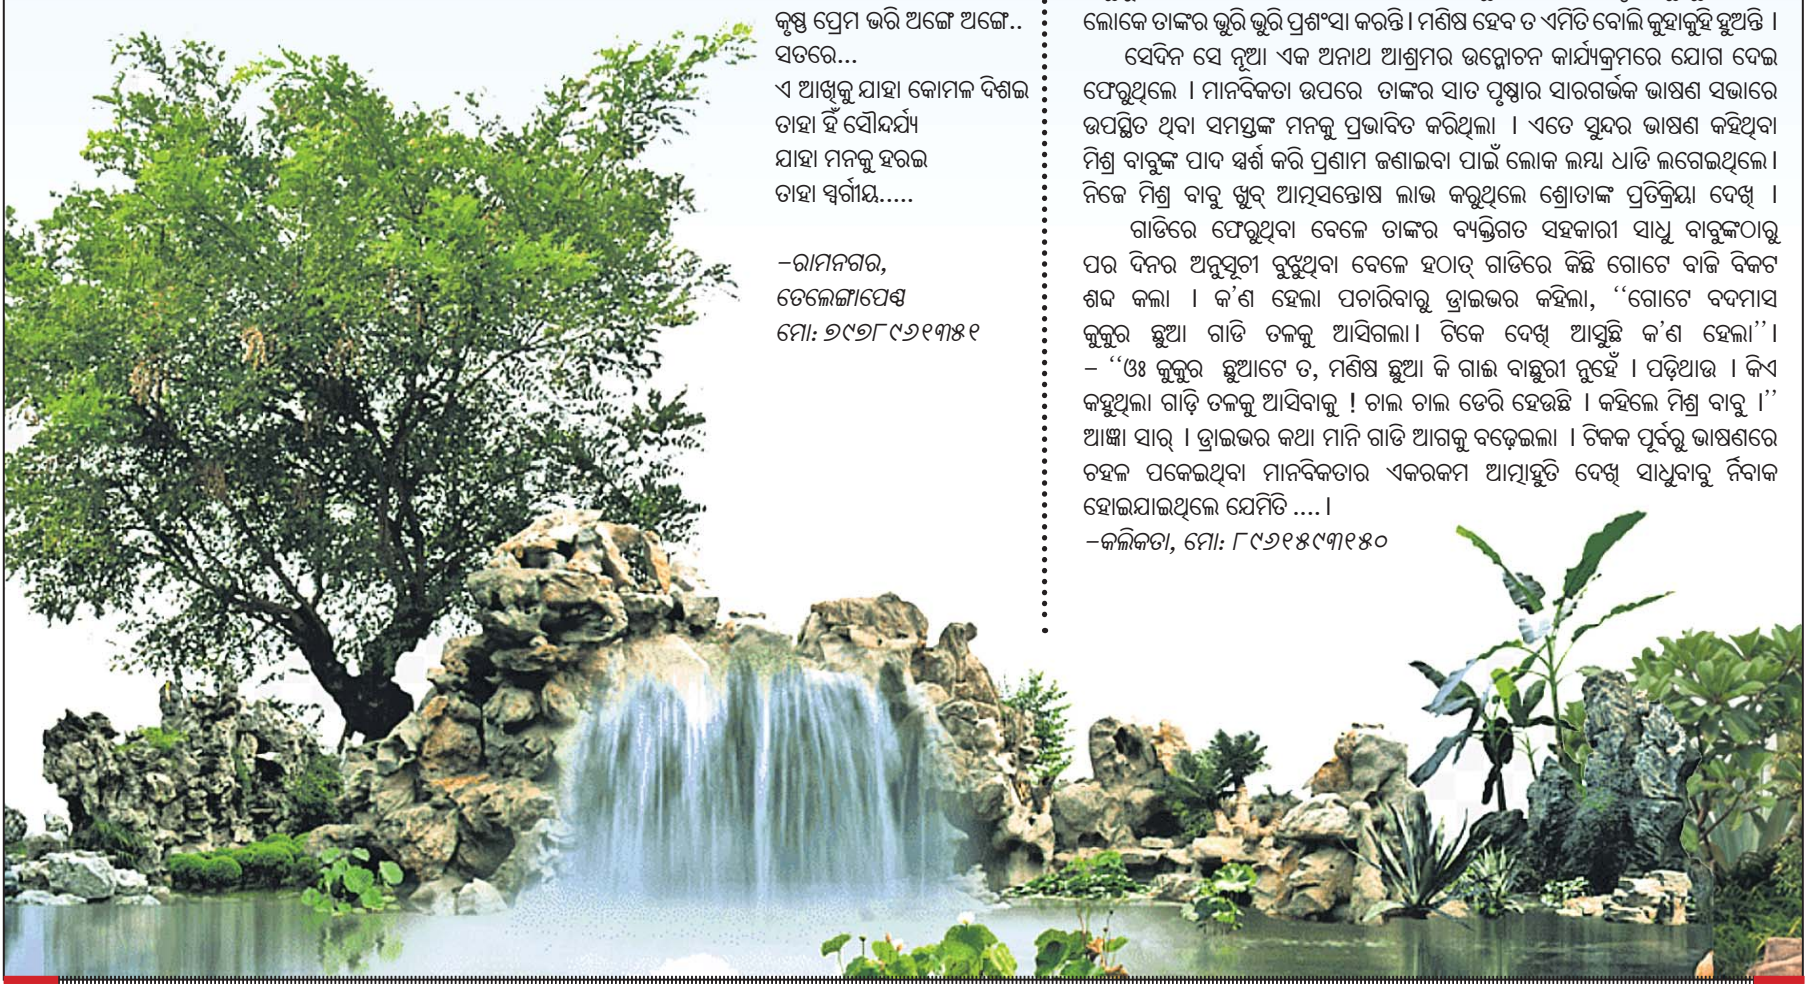 କୃଷ୍ଣ ପ୍ରେମ ଭରି ଅଙ୍ଗେ ଅଙ୍ଗେ..
ସତରେ...
ଏ ଆଖିକୁ ଯାହା କୋମଳ ଦିଶଇ
ତାହା ହିଁ ସୌନ୍ଦର୍ଯ୍ୟ
ଯାହା ମନକୁ ହରଇ
ତାହା ସ୍ୱର୍ଗୀୟ.....
–ରାମନଗର,
ତେଲେଙ୍ଗାପେଣ୍ଠ
ମୋ: ୭୯୭୮୯୬୧୩୫୧
ଲୋକେ ତାଙ୍କର ଭୁରି ଭୁରି ପ୍ରଶଂସା କରନ୍ତି । ମଣିଷ ହେବ ତ ଏମିତି ବୋଲି କୁହାକୁହି ହୁଅନ୍ତି ।
ସେଦିନ ସେ ନୂଆ ଏକ ଅନାଥ ଆଶ୍ରମର ଉନ୍ମୋଚନ କାର୍ଯ୍ୟକ୍ରମରେ ଯୋଗ ଦେଇ
ଫେରୁଥିଲେ । ମାନବିକତା ଉପରେ ତାଙ୍କର ସାତ ପୃଷ୍ଠାର ସାରଗର୍ଭକ ଭାଷଣ ସଭାରେ
ଉପସ୍ଥିତ ଥିବା ସମସ୍ତଙ୍କ ମନକୁ ପ୍ରଭାବିତ କରିଥିଲା । ଏତେ ସୁନ୍ଦର ଭାଷଣ କହିଥିବା
ମିଶ୍ର ବାବୁଙ୍କ ପାଦ ସ୍ପର୍ଶ କରି ପ୍ରଣାମ ଜଣାଇବା ପାଇଁ ଲୋକ ଲମ୍ୱା ଧାଡି ଲଗେଇଥିଲେ ।
ନିଜେ ମିଶ୍ର ବାବୁ ଖୁବ୍ ଆତ୍ମସନ୍ତୋଷ ଲାଭ କରୁଥିଲେ ଶ୍ରୋତାଙ୍କ ପ୍ରତିକ୍ରିୟା ଦେଖି ।
ଗାଡିରେ ଫେରୁଥିବା ବେଳେ ତାଙ୍କର ବ୍ୟକ୍ତିଗତ ସହକାରୀ ସାଧୁ ବାବୁଙ୍କଠାରୁ
ପର ଦିନର ଅନୁସୂଚୀ ବୁଝୁଥିବା ବେଳେ ହଠାତ୍ ଗାଡିରେ କିଛି ଗୋଟେ ବାଜି ବିକଟ
ଶବ୍ଦ କଲା । କ’ଣ ହେଲା ପଚାରିବାରୁ ଡ୍ରାଇଭର କହିଲା, ‘‘ଗୋଟେ ବଦମାସ
କୁକୁର ଛୁଆ ଗାଡି ତଳକୁ ଆସିଗଲା। ଟିକେ ଦେଖି ଆସୁଛି କ’ଣ ହେଲା’’।
– ‘‘ଓଃ କୁକୁର ଛୁଆଟେ ତ, ମଣିଷ ଛୁଆ କି ଗାଈ ବାଛୁରୀ ନୁହେଁ । ପଡ଼ିଥାଉ । କିଏ
କହୁଥିଲା ଗାଡ଼ି ତଳକୁ ଆସିବାକୁ ! ଚାଲ ଚାଲ ଡେରି ହେଉଛି । କହିଲେ ମିଶ୍ର ବାବୁ ।’’
ଆଜ୍ଞା ସାର୍ । ଡ୍ରାଇଭର କଥା ମାନି ଗାଡି ଆଗକୁ ବଢ଼େଇଲା । ଟିକକ ପୂର୍ବରୁ ଭାଷଣରେ
ଚହଳ ପକେଇଥିବା ମାନବିକତାର ଏକରକମ ଆତ୍ମାହୁତି ଦେଖି ସାଧୁବାବୁ ର୍ନିବାକ
ହୋଇଯାଇଥିଲେ ଯେମିତି ....।
–କଲିକତା, ମୋ: ୮୯୬୧୫୯୩୧୫୦